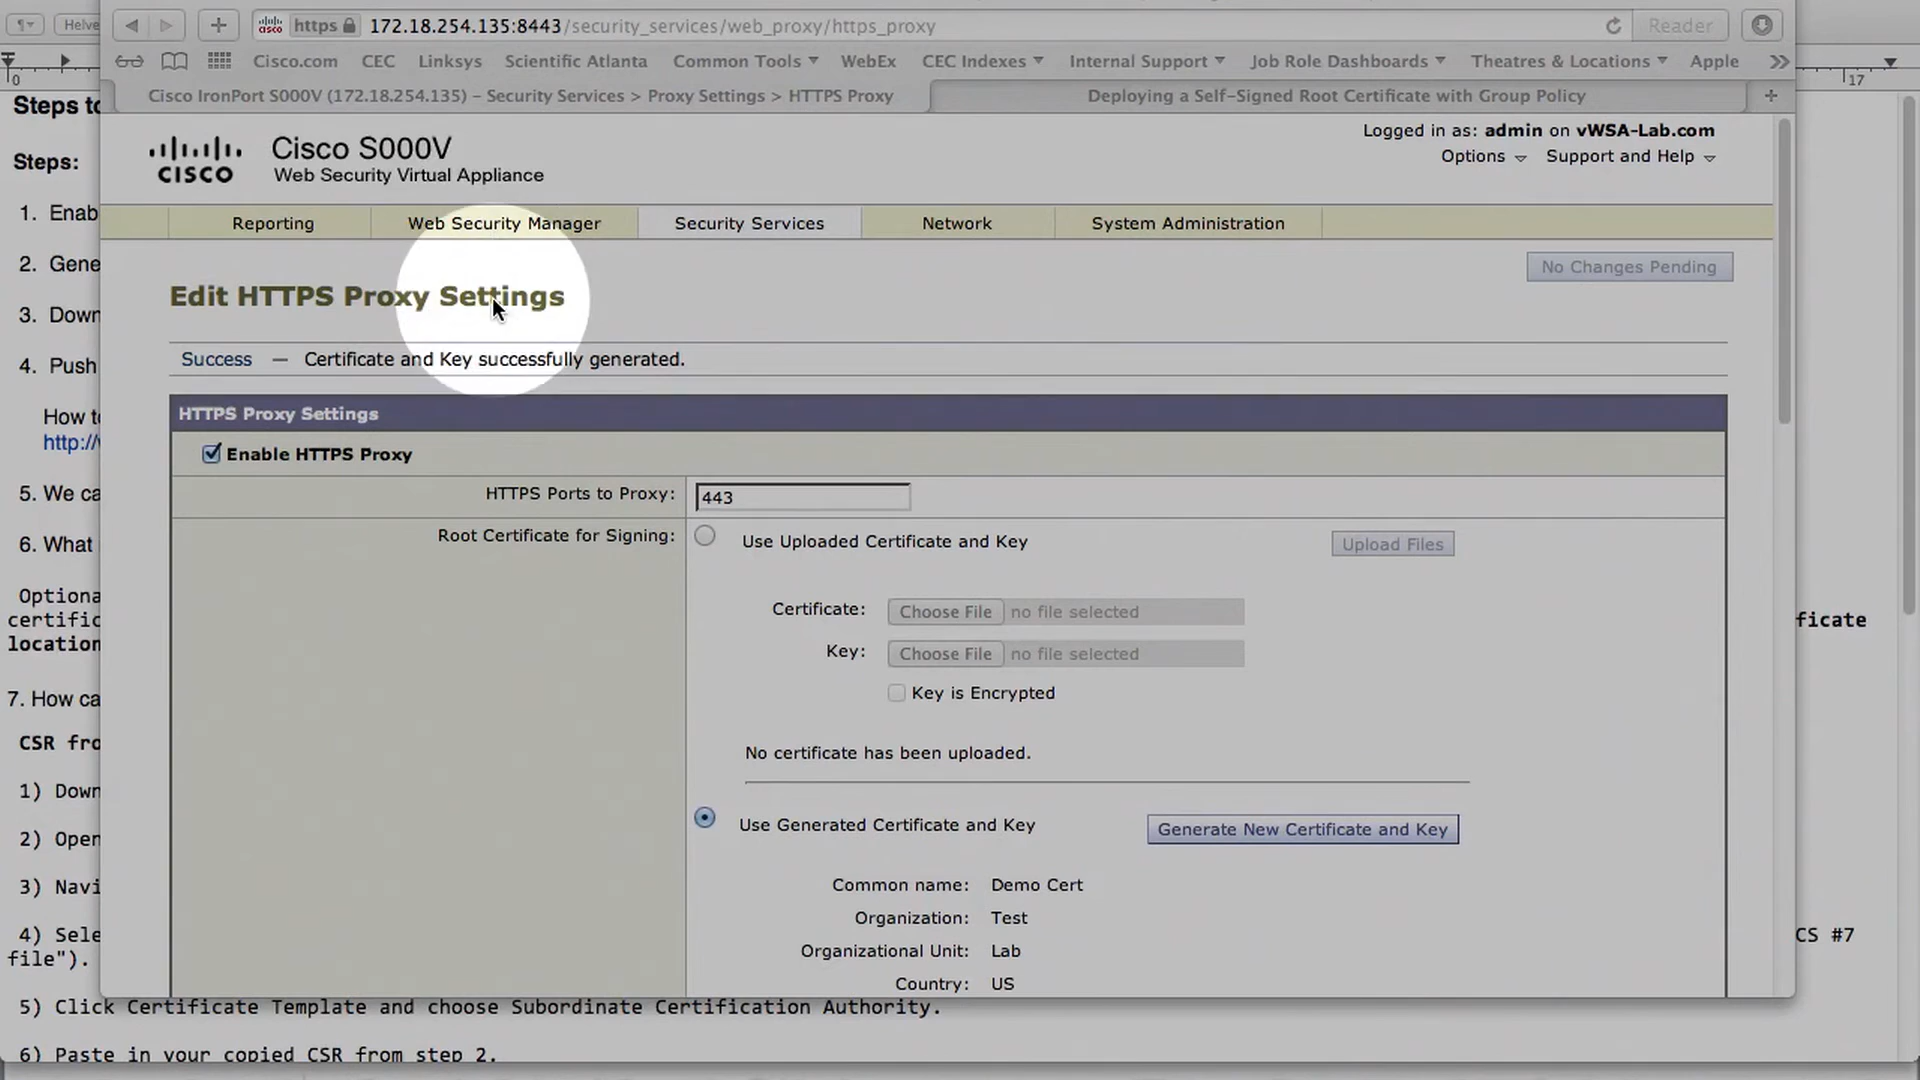 Helve
https 172.18.254.135:8443/security_services/web_proxy/https_proxy
Reader
Cisco.com CEC Linksys Scientific Atlanta Common Tools WebEx CEC Indexes Internal Support Job Role Dashboards Theatres & Locations Apple
0
17
Cisco IronPort S000V (172.18.254.135) – Security Services > Proxy Settings > HTTPS Proxy
Deploying a Self-Signed Root Certificate with Group Policy
Steps to
Logged in as: admin on vWSA-Lab.com
Options Support and Help
CISCO
Cisco S000V
Web Security Virtual Appliance
Steps:
Reporting Web Security Manager Security Services Network System Administration
1. Enab
No Changes Pending
2. Gene
Edit HTTPS Proxy Settings
3. Down
Success — Certificate and Key successfully generated.
4. Push
HTTPS Proxy Settings
How to
http://
Enable HTTPS Proxy
5. We ca
HTTPS Ports to Proxy: 443
Root Certificate for Signing:
Use Uploaded Certificate and Key
Upload Files
6. What
Optiona
certific
location
ficate
Certificate: Choose File no file selected
Key: Choose File no file selected
Key is Encrypted
7. How ca
CSR fro
No certificate has been uploaded.
1) Down
Use Generated Certificate and Key
Generate New Certificate and Key
2) Open
3) Navi
Common name: Demo Cert
Organization: Test
4) Sele
CS #7
file").
Organizational Unit: Lab
Country: US
5) Click Certificate Template and choose Subordinate Certification Authority.
6) Paste in your copied CSR from step 2.